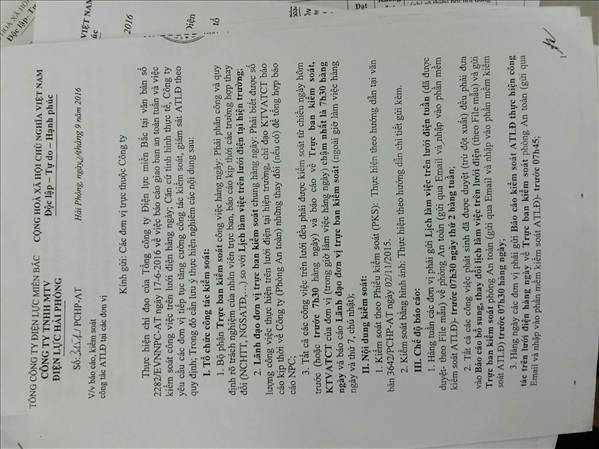 TỔNG CÔNG TY ĐIỆN LỰC MIỀN BẮC
CÔNG TY TNHH MTV
ĐIỆN LỰC HẢI PHÒNG
CỘNG HOÀ XÃ HỘI CHỦ NGHĨA VIỆT NAM
Độc lập – Tự do – Hạnh phúc
Số: / PCHP-AT
Hải Phòng, ngày tháng năm 2016
V/v báo cáo, kiểm soát
công tác ATLĐ tại các đơn vị
Kính gửi: Các đơn vị trực thuộc Công ty
Thực hiện chỉ đạo của Tổng công ty Điện lực miền Bắc tại văn bản số
2282/EVNNPC-AT ngày 17-6-2016 về việc báo cáo giao ban an toàn tuần và việc
kiểm soát công việc trên lưới điện hàng ngày; Căn cứ tình hình thực tế, Công ty
yêu cầu các đơn vị tiếp tục tăng cường công tác kiểm soát, giám sát ATLĐ theo
quy định. Trong đó cần lưu ý thực hiện nghiêm các nội dung sau:
I. Tổ chức công tác kiểm soát:
1. Bộ phận Trực ban kiểm soát công việc hàng ngày: Phải phân công và quy
định rõ trách nhiệm của nhân viên trực ban, báo cáo kịp thời các trường hợp thay
đổi (NCHTT, NGSATĐ,...) so với Lịch làm việc trên lưới điện tại hiện trường;
2. Lãnh đạo đơn vị trực ban kiểm soát chung hàng ngày: Phải biết được số
lượng công việc thực hiện trên lưới điện tại hiện trường, chỉ đạo KTVATCT báo
cáo kịp thời về Công ty (Phòng An toàn) những thay đổi (nếu có) để tổng hợp báo
cáo NPC;
3. Tất cả các công việc trên lưới đều phải được kiểm soát từ chiều ngày hôm
trước (hoặc trước 7h30 hàng ngày) và báo cáo về Trực ban kiểm soát,
KTVATCT của đơn vị (trong giờ làm việc hàng ngày) chậm nhất là 7h30 hàng
ngày và báo cáo Lãnh đạo đơn vị trực ban kiểm soát (ngoài giờ làm việc hàng
ngày và thứ 7, chủ nhật);
II. Nội dung kiểm soát:
1. Kiểm soát theo Phiếu kiểm soát (PKS): Thực hiện theo hướng dẫn tại văn
bản 3642/PCHP-AT ngày 02/11/2015.
2. Kiểm soát bằng hình ảnh: Thực hiện theo hướng dẫn chi tiết gửi kèm.
III. Chế độ báo cáo:
1. Hàng tuần các đơn vị phải gửi Lịch làm việc trên lưới điện tuần (đã được
duyệt- theo File mẫu) về phòng An toàn (gửi qua Email và nhập vào phần mềm
kiểm soát ATLĐ)- trước 07h30 ngày thứ 2 hàng tuần;
2. Tất cả các công việc phát sinh đã được duyệt (trừ đột xuất) đều phải đưa
vào Báo cáo bổ sung, thay đổi lịch làm việc trên lưới điện (theo File mẫu) và gửi
Trực ban kiểm soát phòng An toàn (gửi qua Email và nhập vào phần mềm kiểm
soát ATLĐ) trước 07h30 hàng ngày;
3. Hàng ngày các đơn vị phải gửi Báo cáo kiểm soát ATLĐ thực hiện công
tác trên lưới điện hàng ngày về Trực ban kiểm soát phòng An Toàn (gửi qua
Email và nhập vào phần mềm kiểm soát ATLĐ)- trước 07h45;
2016
VIỆT NAM
phúc